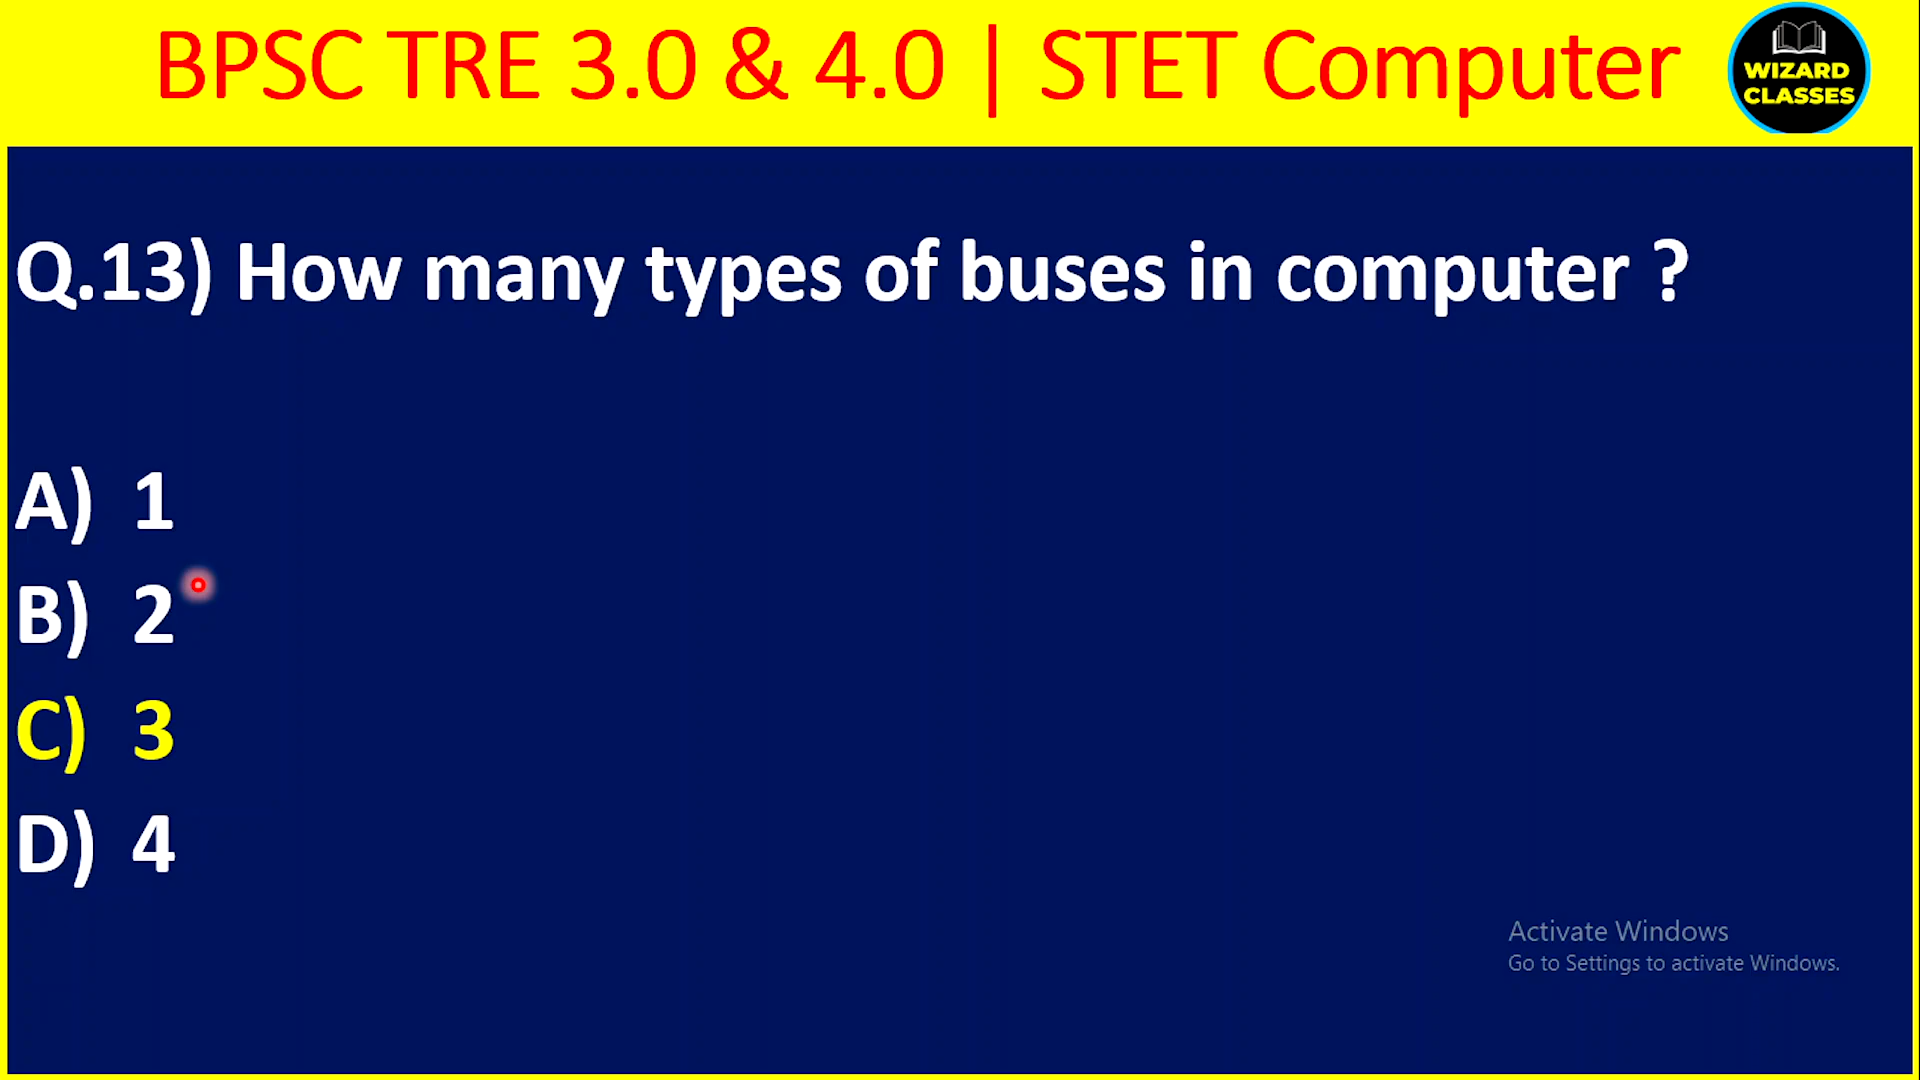 BPSC TRE 3.0 & 4.0 | STET Computer
WIZARD
CLASSES
Q.13) How many types of buses in computer ?
A) 1
B) 2
C) 3
D) 4
Activate Windows
Go to Settings to activate Windows.